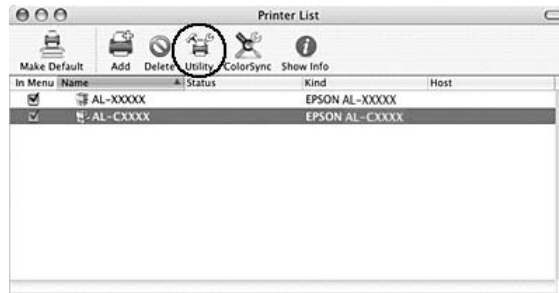 Printer List
Make Default Add Delete Utility ColorSync Show Info
In Menu Name Status Kind Host
AL-XXXXX EPSON AL-XXXXX
AL-CXXXX EPSON AL-CXXXX